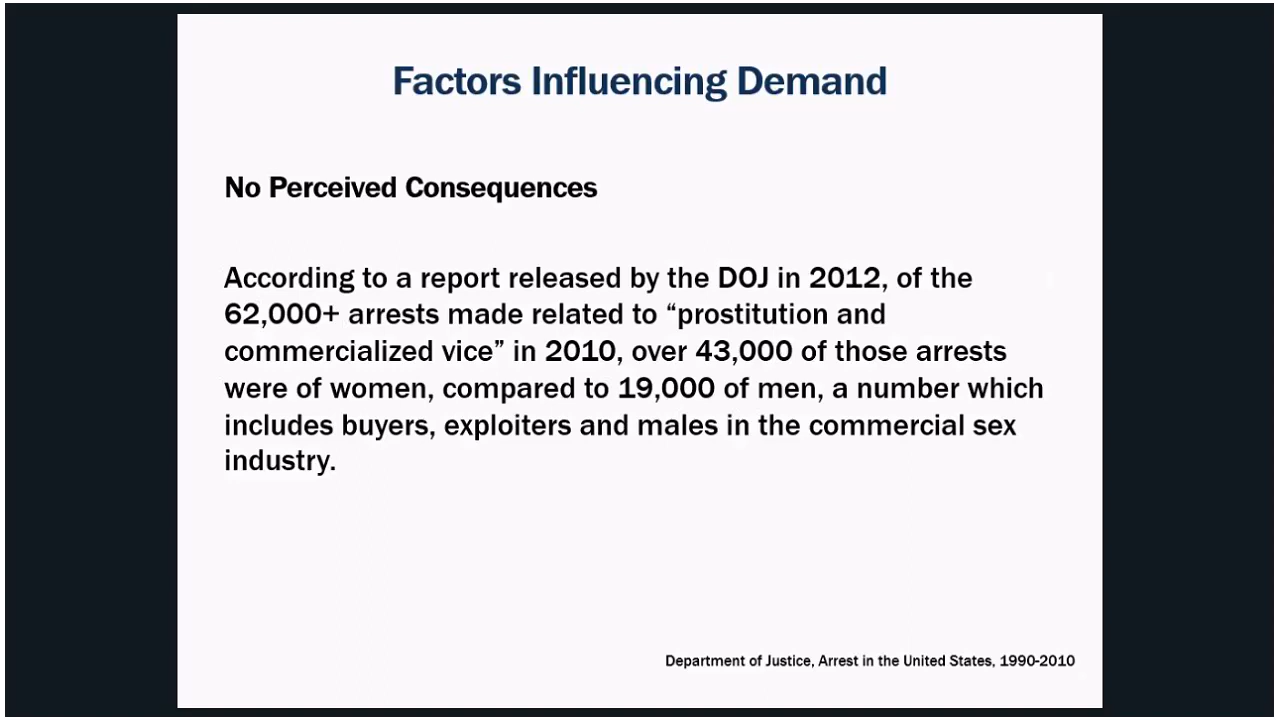 Factors Influencing Demand
No Perceived Consequences
According to a report released by the DOJ in 2012, of the
62,000+ arrests made related to “prostitution and
commercialized vice” in 2010, over 43,000 of those arrests
were of women, compared to 19,000 of men, a number which
includes buyers, exploiters and males in the commercial sex
industry.
Department of Justice, Arrest in the United States, 1990-2010